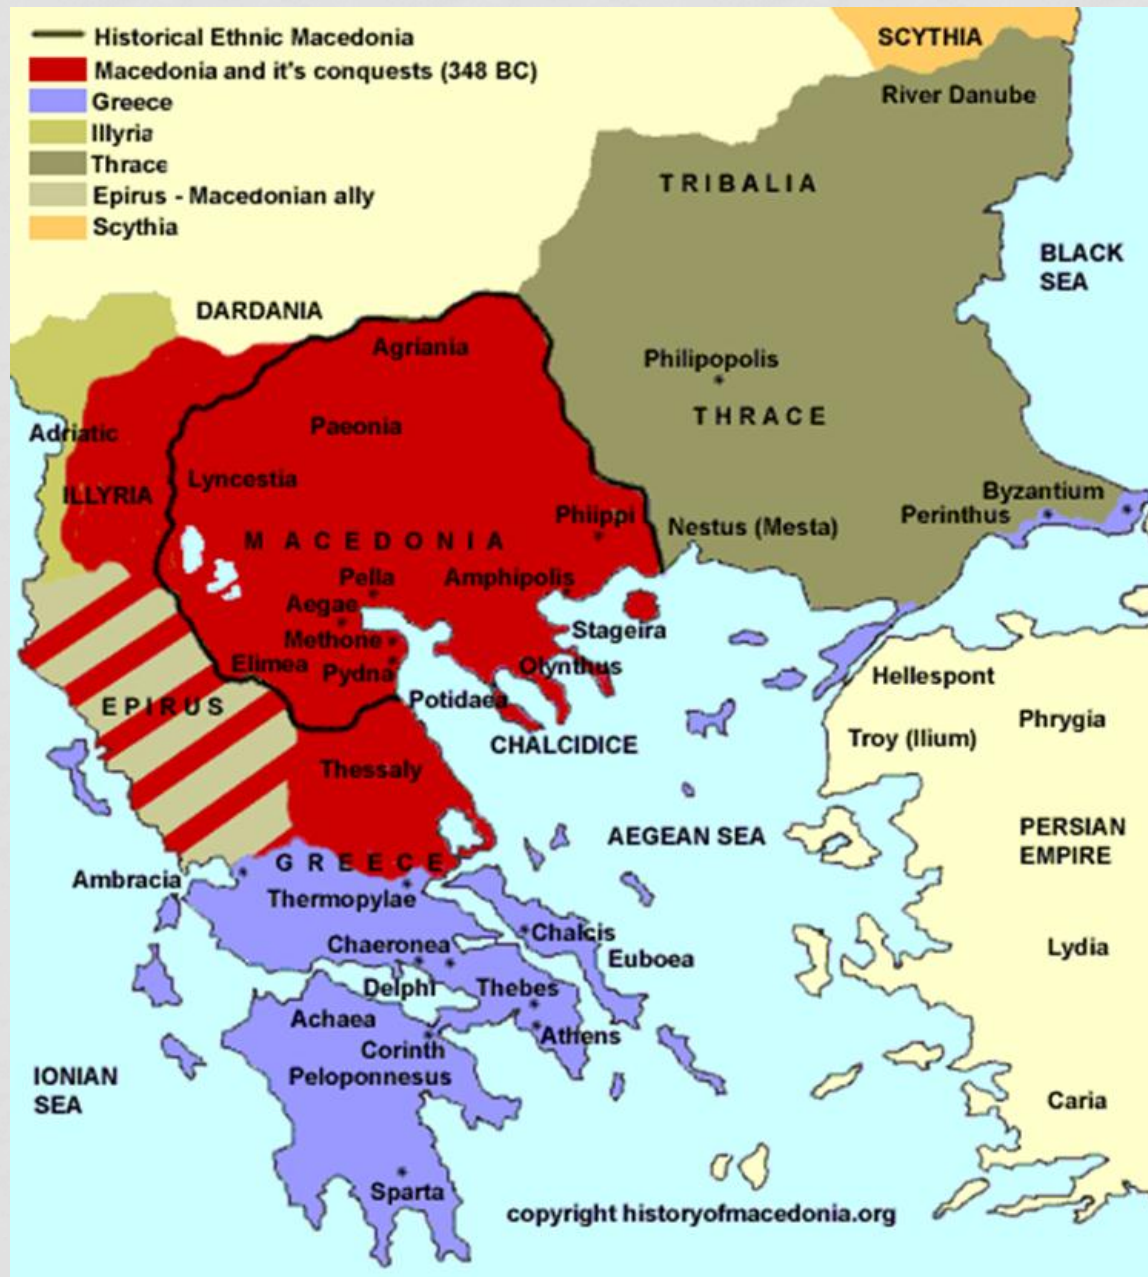 Historical Ethnic Macedonia
Macedonia and it's conquests (348 BC)
Greece
Illyria
Thrace
Epirus - Macedonian ally
Scythia
SCYTHIA
River Danube
TRIBALIA
BLACK
SEA
DARDANIA
Agriania
Philipopolis
THRACE
Paeonia
Adriatic
Lyncestia
ILLYRIA
Byzantium
Perinthus
Phiippi
Nestus (Mesta)
MACEDONIA
Pella
Amphipolis
Aegae
Stageira
Methone
Elimea
Pydna
Olynthus
Hellespont
Potidaea
EPIRUS
Phrygia
CHALCIDICE
Troy (Ilium)
Thessaly
AEGEAN SEA
PERSIAN
EMPIRE
GREECE
Ambracia
Thermopylae
Chaeronea
Chalcis
Euboea
Lydia
Delphi
Thebes
Achaea
Athens
Corinth
Peloponnesus
IONIAN
SEA
Caria
Sparta
copyright historyofmacedonia.org